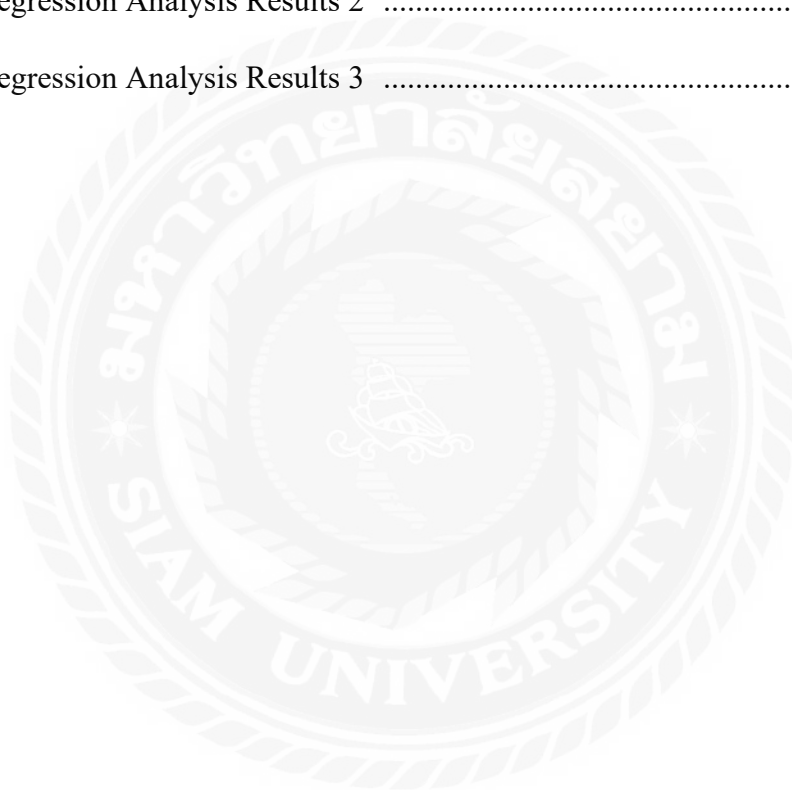 egression Analysis Results 2 ..................................................
egression Analysis Results 3 ..................................................
มหาวิทยาลัยสยาม
SIAM UNIVERSITY